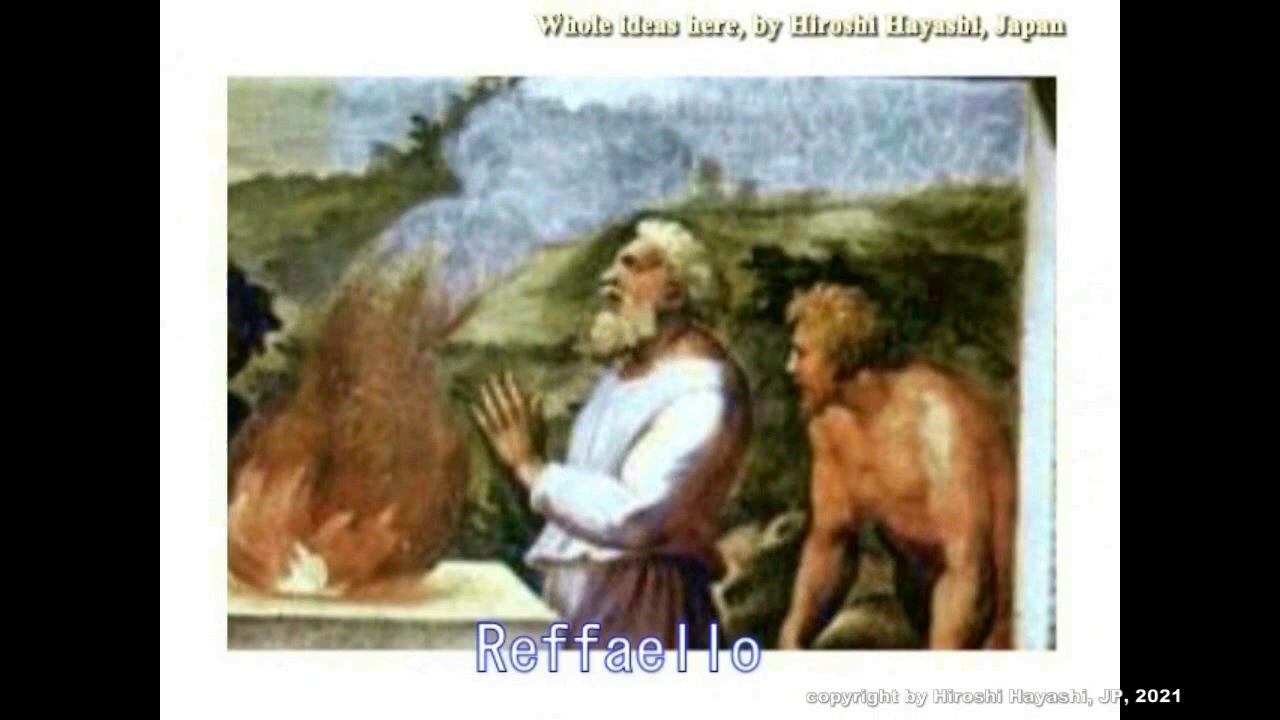 Whole ideas here, by Hiroshi Hayashi, Japan
Reffaello
copyright by Hiroshi Hayashi, JP, 2021